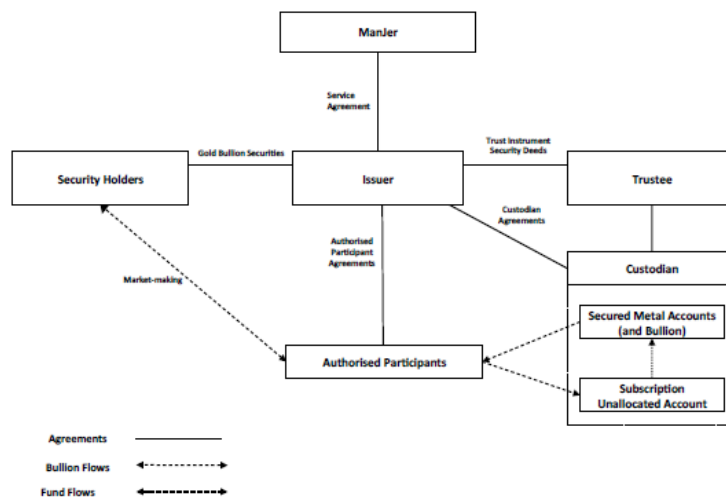 ManJer
Service
Agreement
Gold Bullion Securities
Trust Instrument
Security Deeds
Security Holders
Issuer
Trustee
Custodian
Agreements
Authorised
Participant
Agreements
Market-making
Custodian
Secured Metal Accounts
(and Bullion)
Authorised Participants
Subscription
Unallocated Account
Agreements
Bullion Flows
Fund Flows